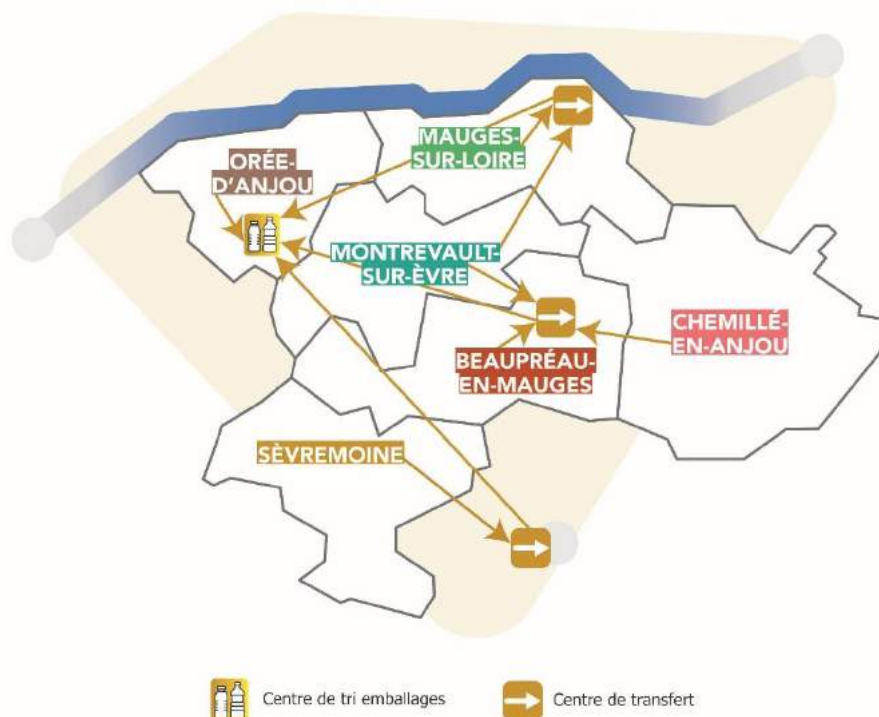 MAUGES-
SUR-LOIRE
ORÉE-
D'ANJOU
MONTREVAULT-
SUR-ÈVRE
CHEMILLÉ-
EN-ANJOU
BEAUPRÉAU-
EN-MAUGES
SÈVREMOINE
Centre de tri emballages
Centre de transfert